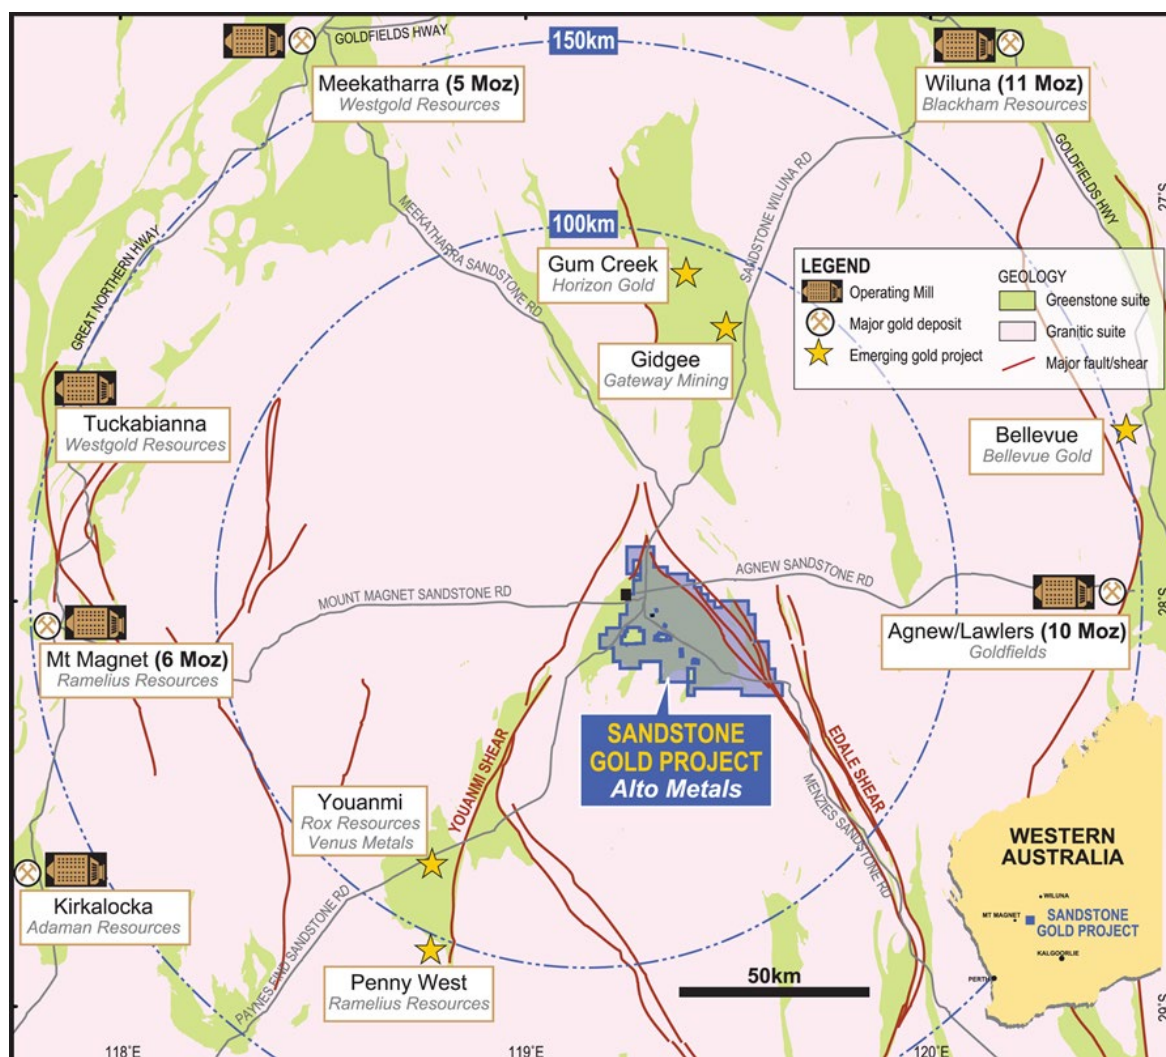 GOLDFIELDS HWY
150km
Meekatharra (5 Moz)
Westgold Resources
Wiluna (11 Moz)
Blackham Resources
GOLDFIELDS HWY
27°S
MEEKATHARRA SANDSTONE RD
SANDSTONE WILUNA RD
100km
GREAT NORTHERN HWAY
Gum Creek
Horizon Gold
Gidgee
Gateway Mining
LEGEND
Operating Mill
Major gold deposit
Emerging gold project
GEOLOGY
Greenstone suite
Granitic suite
Major fault/shear
Tuckabianna
Westgold Resources
Bellevue
Bellevue Gold
MOUNT MAGNET SANDSTONE RD
AGNEW SANDSTONE RD
28°S
Mt Magnet (6 Moz)
Ramelius Resources
Agnew/Lawlers (10 Moz)
Goldfields
SANDSTONE
GOLD PROJECT
Alto Metals
YOUANMI SHEAR
EDALE SHEAR
MENZIES SANDSTONE RD
Youanmi
Rox Resources
Venus Metals
Kirkalocka
Adaman Resources
PAYNES FIND SANDSTONE RD
Penny West
Ramelius Resources
50km
WESTERN
AUSTRALIA
WILUNA
MT MAGNET
SANDSTONE
GOLD PROJECT
KALGOORLIE
PERTH
29°S
118°E
119°E
120°E